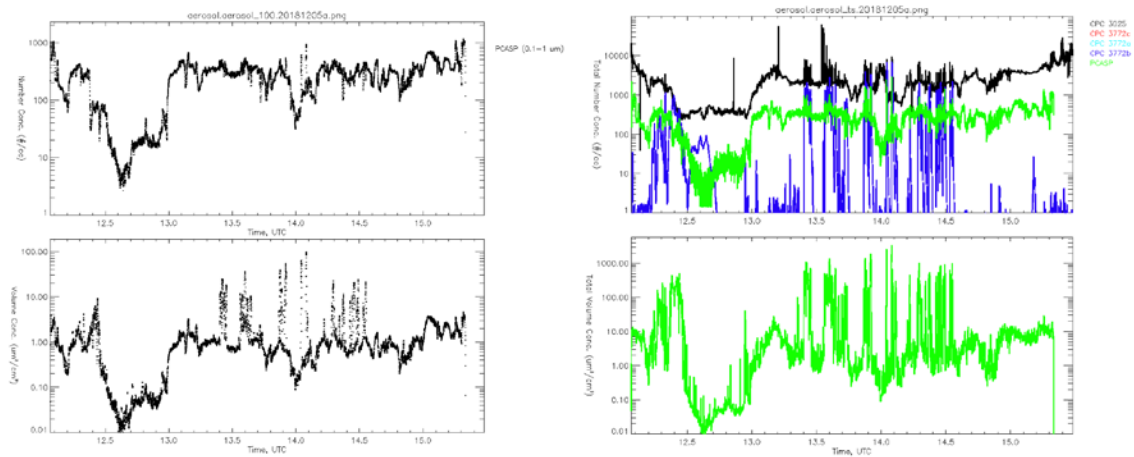 aerosol.aerosol_100.20181205a.png
PCASP (0.1-1 um)
Number Conc. (#/cc)
1000
100
10
1
12.5 13.0 13.5 14.0 14.5 15.0
Time, UTC
Volume Conc. (um³/cm³)
100.00
10.00
1.00
0.10
0.01
12.5 13.0 13.5 14.0 14.5 15.0
Time, UTC
aerosol.aerosol_ts.20181205a.png
CPC 3025
CPC 3772c
CPC 3772a
CPC 3772b
PCASP
Total Number Conc. (#/cc)
10000
1000
100
10
1
12.5 13.0 13.5 14.0 14.5 15.0
Time, UTC
Total Volume Conc. (um³/cm³)
1000.00
100.00
10.00
1.00
0.10
0.01
12.5 13.0 13.5 14.0 14.5 15.0
Time, UTC